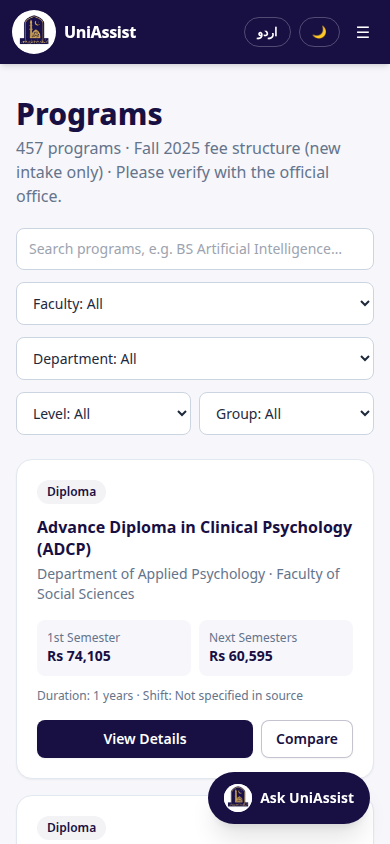 UniAssist
اردو
Programs
457 programs · Fall 2025 fee structure (new
intake only) · Please verify with the official
office.
Search programs, e.g. BS Artificial Intelligence...
Faculty: All
Department: All
Level: All
Group: All
Diploma
Advance Diploma in Clinical Psychology
(ADCP)
Department of Applied Psychology · Faculty of
Social Sciences
1st Semester
Next Semesters
Rs 74,105
Rs 60,595
Duration: 1 years · Shift: Not specified in source
View Details
Compare
Ask UniAssist
Diploma